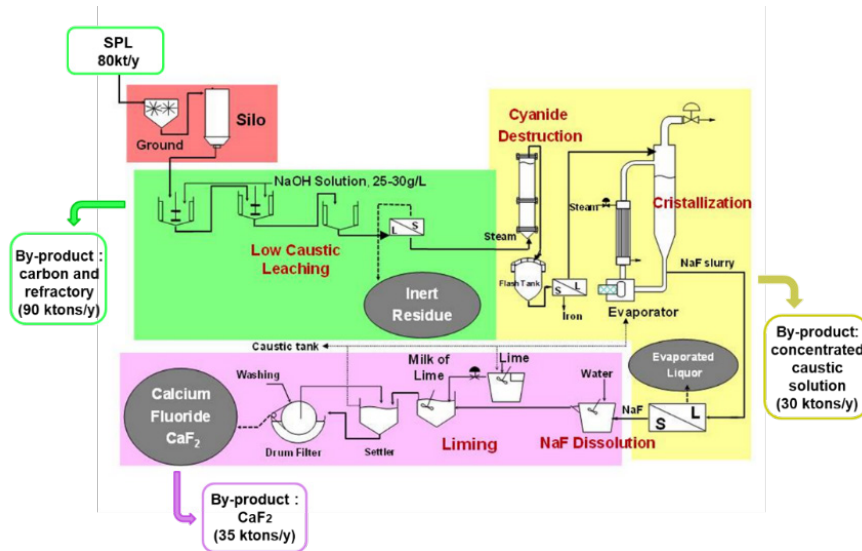 SPL
80kt/y
Silo
Ground
Cyanide
Destruction
NaOH Solution, 25-30g/L
Steam
Cristallization
By-product :
carbon and
refractory
(90 ktons/y)
L S
Steam
Low Caustic
Leaching
NaF slurry
Flash Tank
S L
Inert
Residue
Iron
Evaporator
By-product:
concentrated
caustic
solution
(30 ktons/y)
Caustic tank
Milk of
Lime
Lime
Evaporated
Liquor
Washing
Water
Calcium
Fluoride
CaF2
NaF
L
S
Drum Filter
Settler
Liming
NaF Dissolution
By-product :
CaF2
(35 ktons/y)